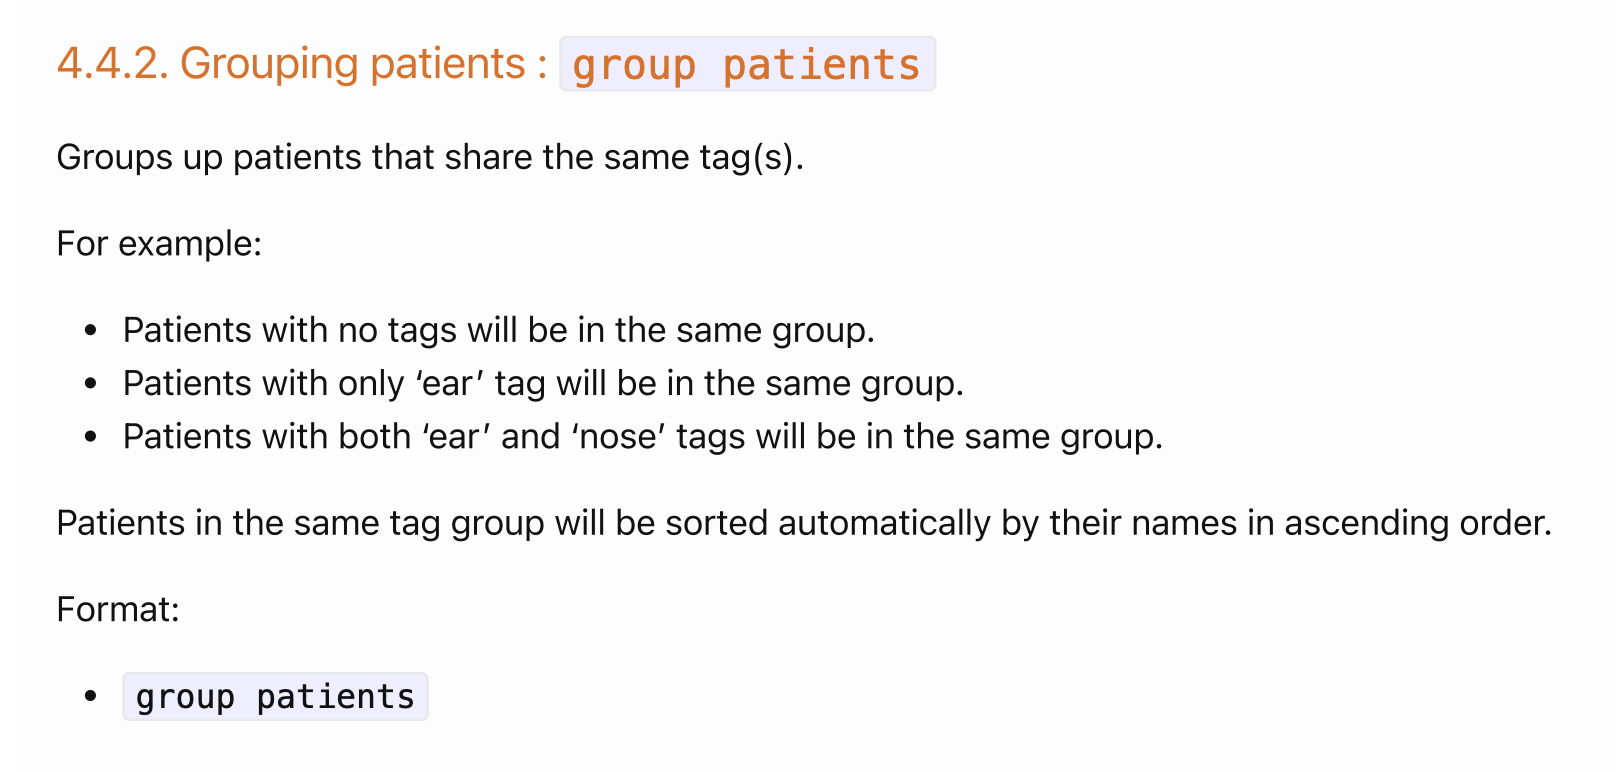 4.4.2. Grouping patients : group patients
Groups up patients that share the same tag(s).
For example:
• Patients with no tags will be in the same group.
• Patients with only ‘ear’ tag will be in the same group.
• Patients with both ‘ear’ and ‘nose’ tags will be in the same group.
Patients in the same tag group will be sorted automatically by their names in ascending order.
Format:
• group patients